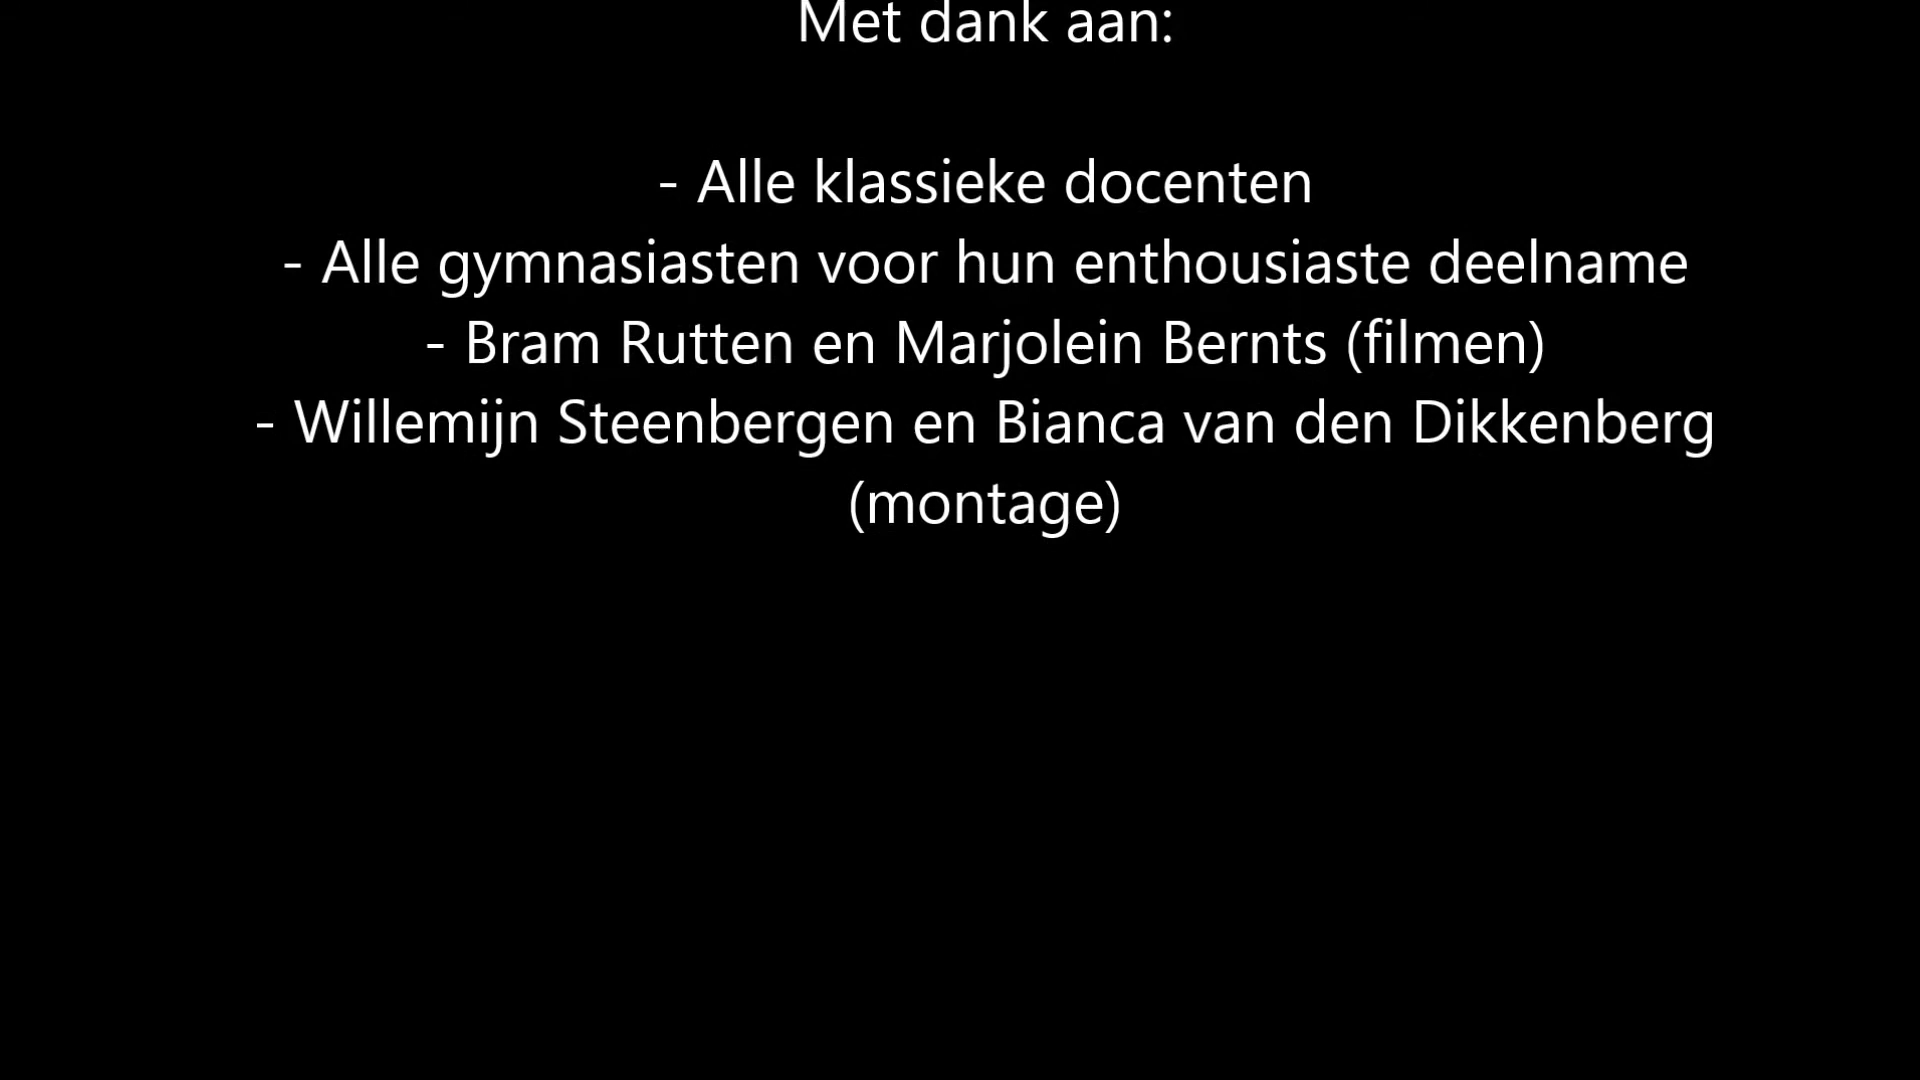 Met dank aan:
- Alle klassieke docenten
- Alle gymnasiasten voor hun enthousiaste deelname
- Bram Rutten en Marjolein Bernts (filmen)
- Willemijn Steenbergen en Bianca van den Dikkenberg
(montage)